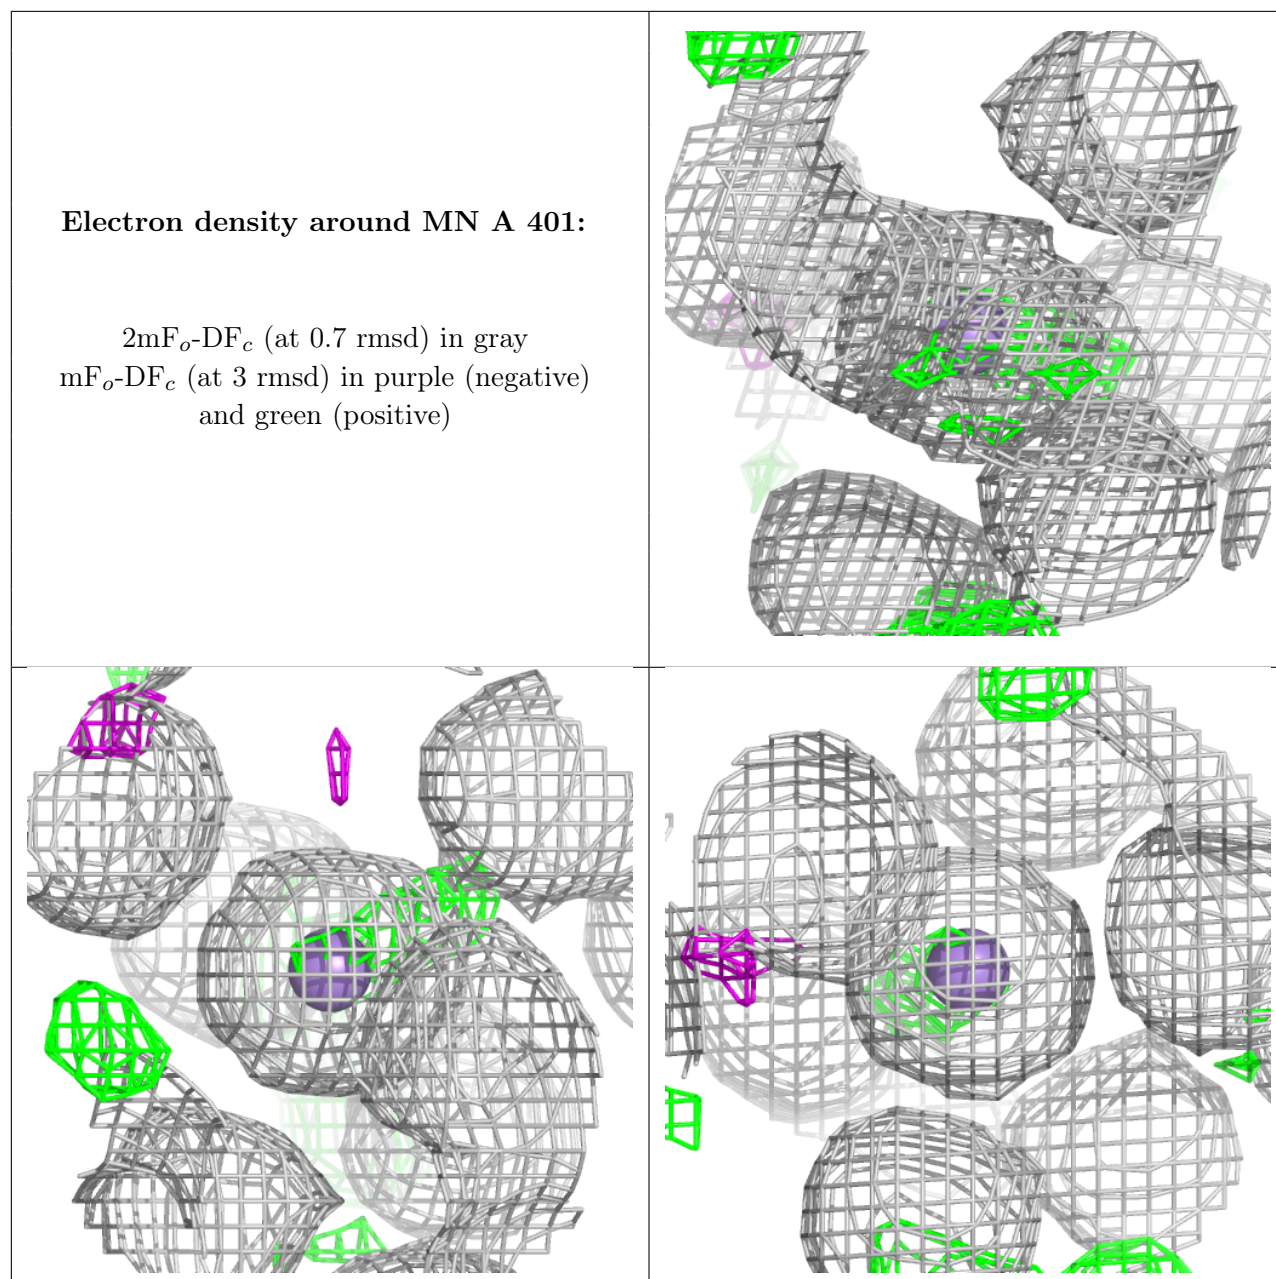 Electron density around MN A 401:
2mFo-DFc (at 0.7 rmsd) in gray
mFo-DFc (at 3 rmsd) in purple (negative)
and green (positive)